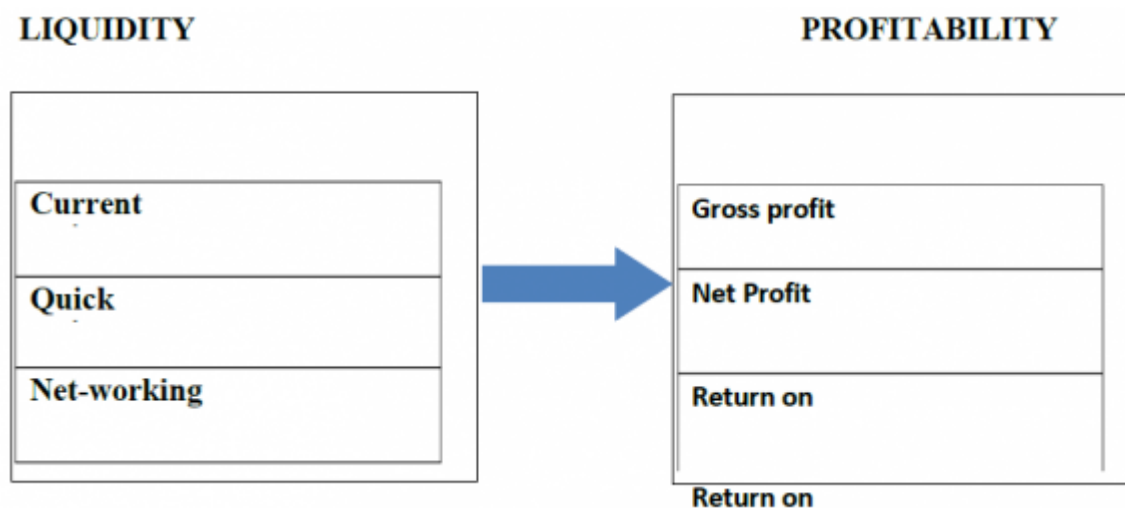 LIQUIDITY
PROFITABILITY
Current
Quick
Net-working
Gross profit
Net Profit
Return on
Return on